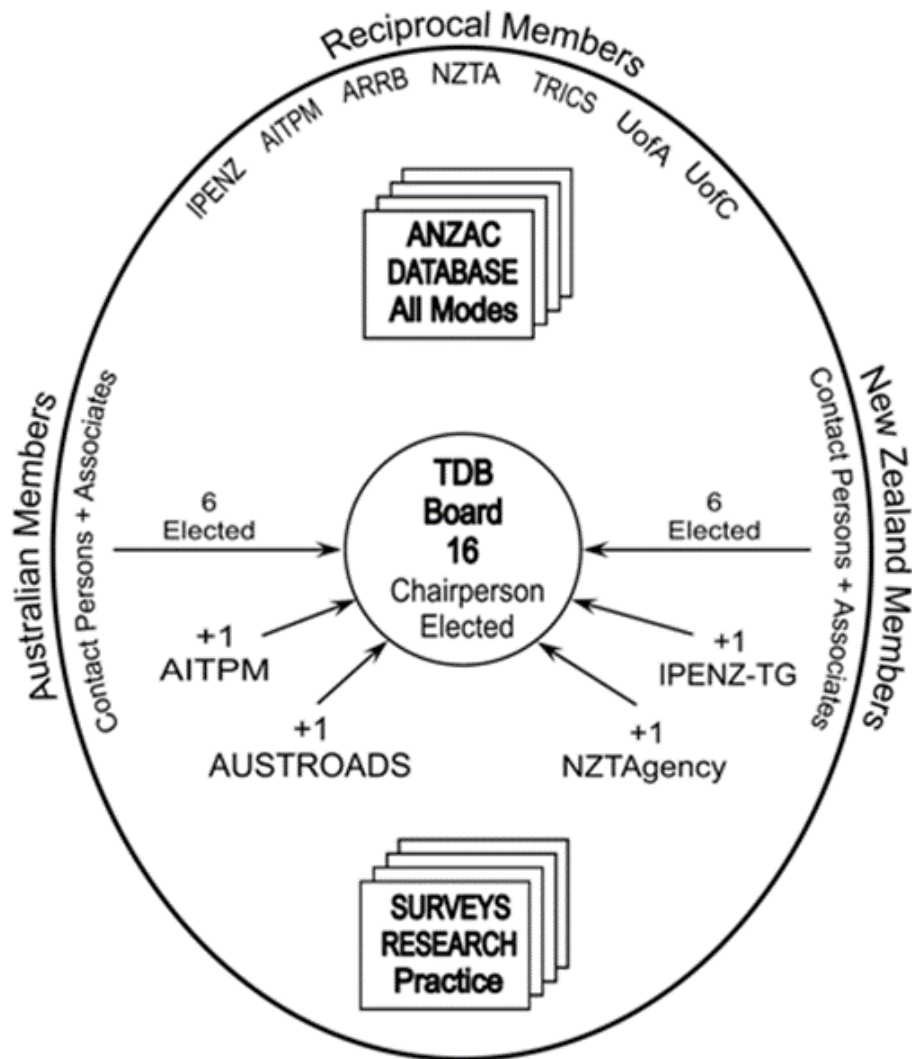 Reciprocal Members
IPENZ
AITPM
ARRB
NZTA
TRICS
UofA
UofC
ANZAC
DATABASE
All Modes
Australian Members
Contact Persons + Associates
New Zealand Members
Contact Persons + Associates
6
Elected
TDB
Board
16
Chairperson
Elected
6
Elected
+1
AITPM
+1
IPENZ-TG
+1
AUSTROADS
+1
NZTAgency
SURVEYS
RESEARCH
Practice